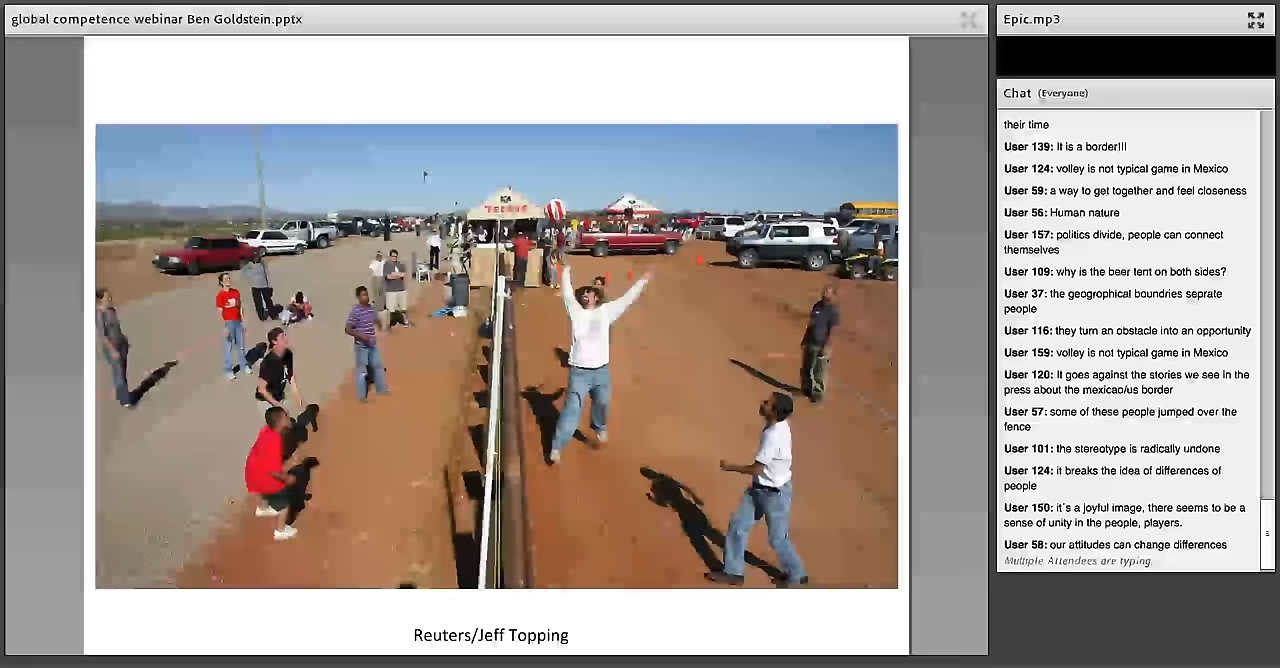 global competence webinar Ben Goldstein.pptx
TECATE
Reuters/Jeff Topping
Epic.mp3
Chat (Everyone)
their time
User 139: It is a border!!!
User 124: volley is not typical game in Mexico
User 59: a way to get together and feel closeness
User 56: Human nature
User 157: politics divide, people can connect
themselves
User 109: why is the beer tent on both sides?
User 37: the geographical boundries seprate
people
User 116: they turn an obstacle into an opportunity
User 159: volley is not typical game in Mexico
User 120: It goes against the stories we see in the
press about the mexicao/us border
User 57: some of these people jumped over the
fence
User 101: the stereotype is radically undone
User 124: it breaks the idea of differences of
people
User 150: it´s a joyful image, there seems to be a
sense of unity in the people, players.
User 58: our attitudes can change differences
Multiple Attendees are typing.